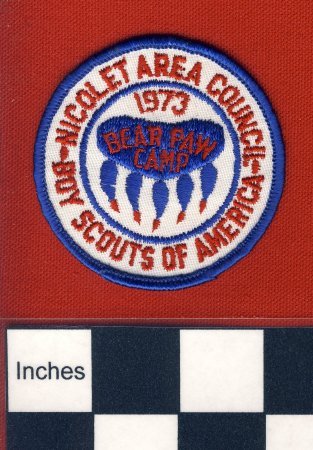 NICOLET AREA COUNCIL
1973
BEAR PAW
CAMP
BOY SCOUTS OF AMERICA
Inches